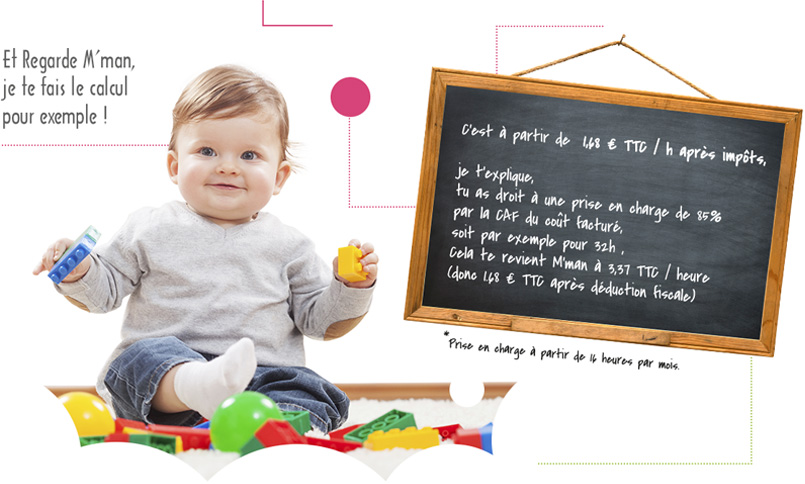 Et Regarde M'man,
je te fais le calcul
pour exemple !
C'est à partir de 1,68 € TTC / h après impôts,
je t'explique,
tu as droit à une prise en charge de 85%
par la CAF du coût facturé,
soit par exemple pour 32h ,
Cela te revient M'man à 3,37 TTC / heure
(donc 1,68 € TTC après déduction fiscale)
*Prise en charge à partir de 16 heures par mois.